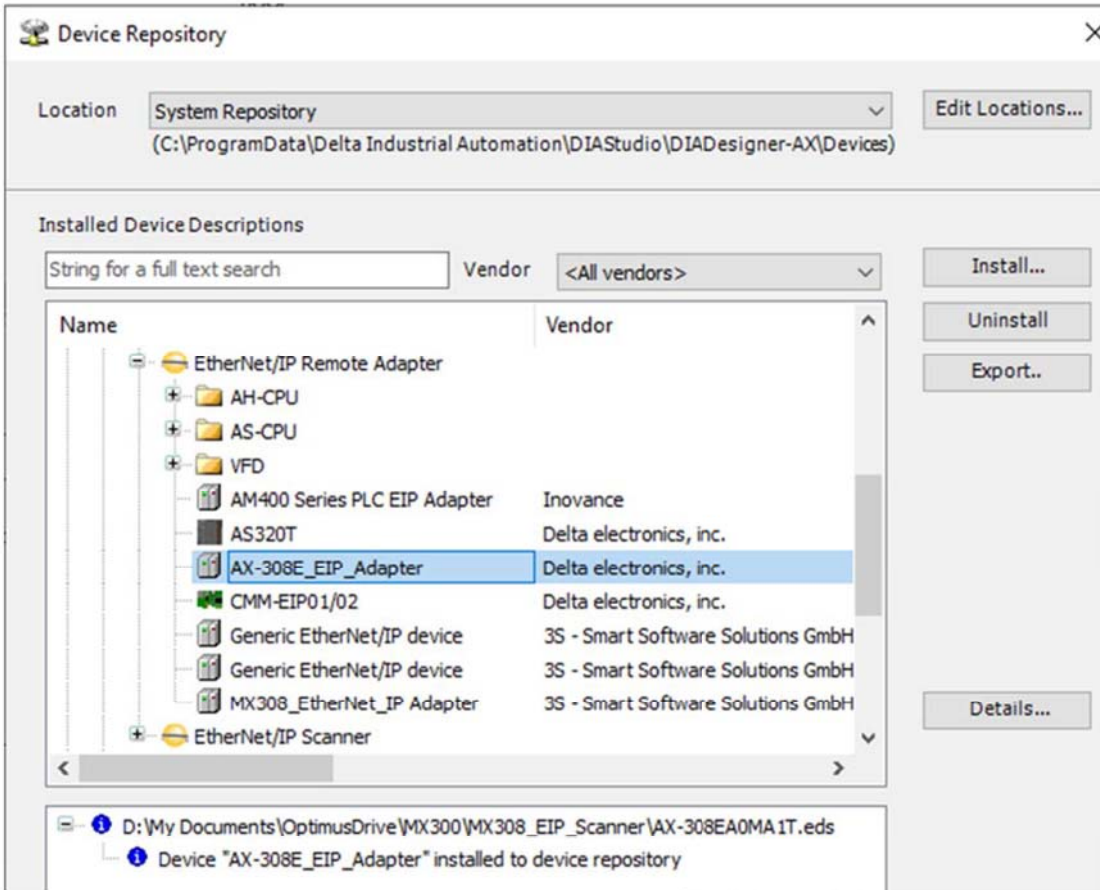 Device Repository
Location System Repository Edit Locations...
(C:\ProgramData\Delta Industrial Automation\DIAStudio\DIADesigner-AX\Devices)
Installed Device Descriptions
String for a full text search Vendor <All vendors> Install...
Name Vendor Uninstall
EtherNet/IP Remote Adapter Export..
AH-CPU
AS-CPU
VFD
AM400 Series PLC EIP Adapter Inovance
AS320T Delta electronics, inc.
AX-308E_EIP_Adapter Delta electronics, inc.
CMM-EIP01/02 Delta electronics, inc.
Generic EtherNet/IP device 3S - Smart Software Solutions GmbH
Generic EtherNet/IP device 3S - Smart Software Solutions GmbH
MX308_EtherNet_IP Adapter 3S - Smart Software Solutions GmbH Details...
EtherNet/IP Scanner
D:\My Documents\OptimusDrive\MX300\MX308_EIP_Scanner\AX-308EA0MA1T.eds
Device "AX-308E_EIP_Adapter" installed to device repository